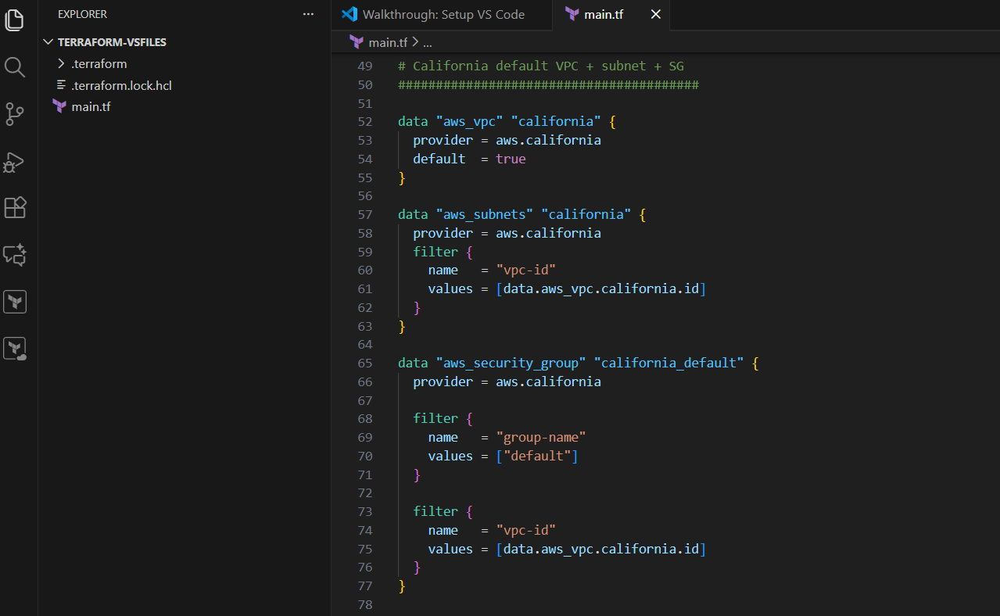 EXPLORER
...
TERRAFORM-VSFILES
.terraform
.terraform.lock.hcl
main.tf
Walkthrough: Setup VS Code
main.tf
main.tf > ...
49 # California default VPC + subnet + SG
50 ########################################
51
52 data "aws_vpc" "california" {
53   provider = aws.california
54   default  = true
55 }
56
57 data "aws_subnets" "california" {
58   provider = aws.california
59   filter {
60     name   = "vpc-id"
61     values = [data.aws_vpc.california.id]
62   }
63 }
64
65 data "aws_security_group" "california_default" {
66   provider = aws.california
67
68   filter {
69     name   = "group-name"
70     values = ["default"]
71   }
72
73   filter {
74     name   = "vpc-id"
75     values = [data.aws_vpc.california.id]
76   }
77 }
78